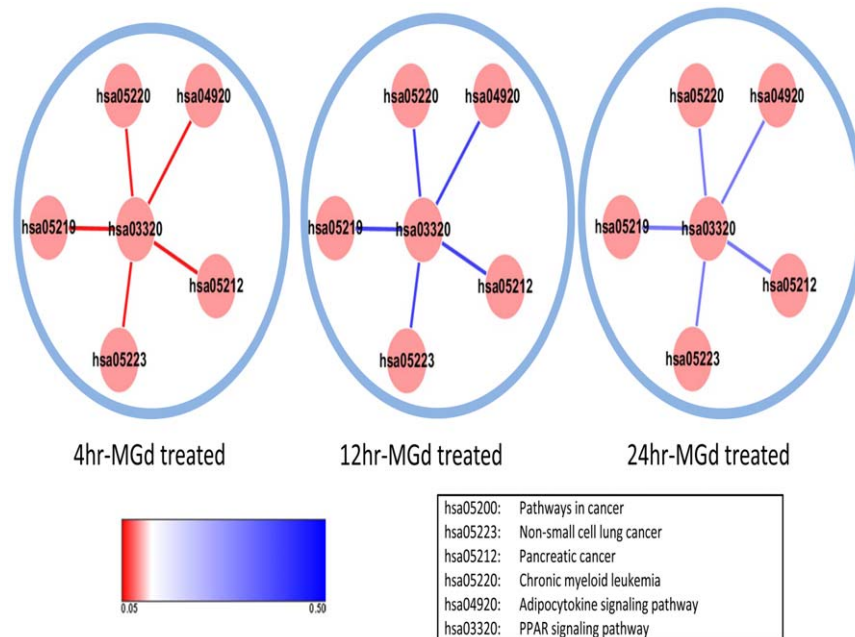 hsa05220 hsa04920 hsa05220 hsa04920 hsa05220 hsa04920
hsa05219 hsa03320 hsa05219 hsa03320 hsa05219 hsa03320
hsa05212 hsa05212 hsa05212
hsa05223 hsa05223 hsa05223
4hr-MGd treated 12hr-MGd treated 24hr-MGd treated
0.05 0.50
hsa05200: Pathways in cancer
hsa05223: Non-small cell lung cancer
hsa05212: Pancreatic cancer
hsa05220: Chronic myeloid leukemia
hsa04920: Adipocytokine signaling pathway
hsa03320: PPAR signaling pathway